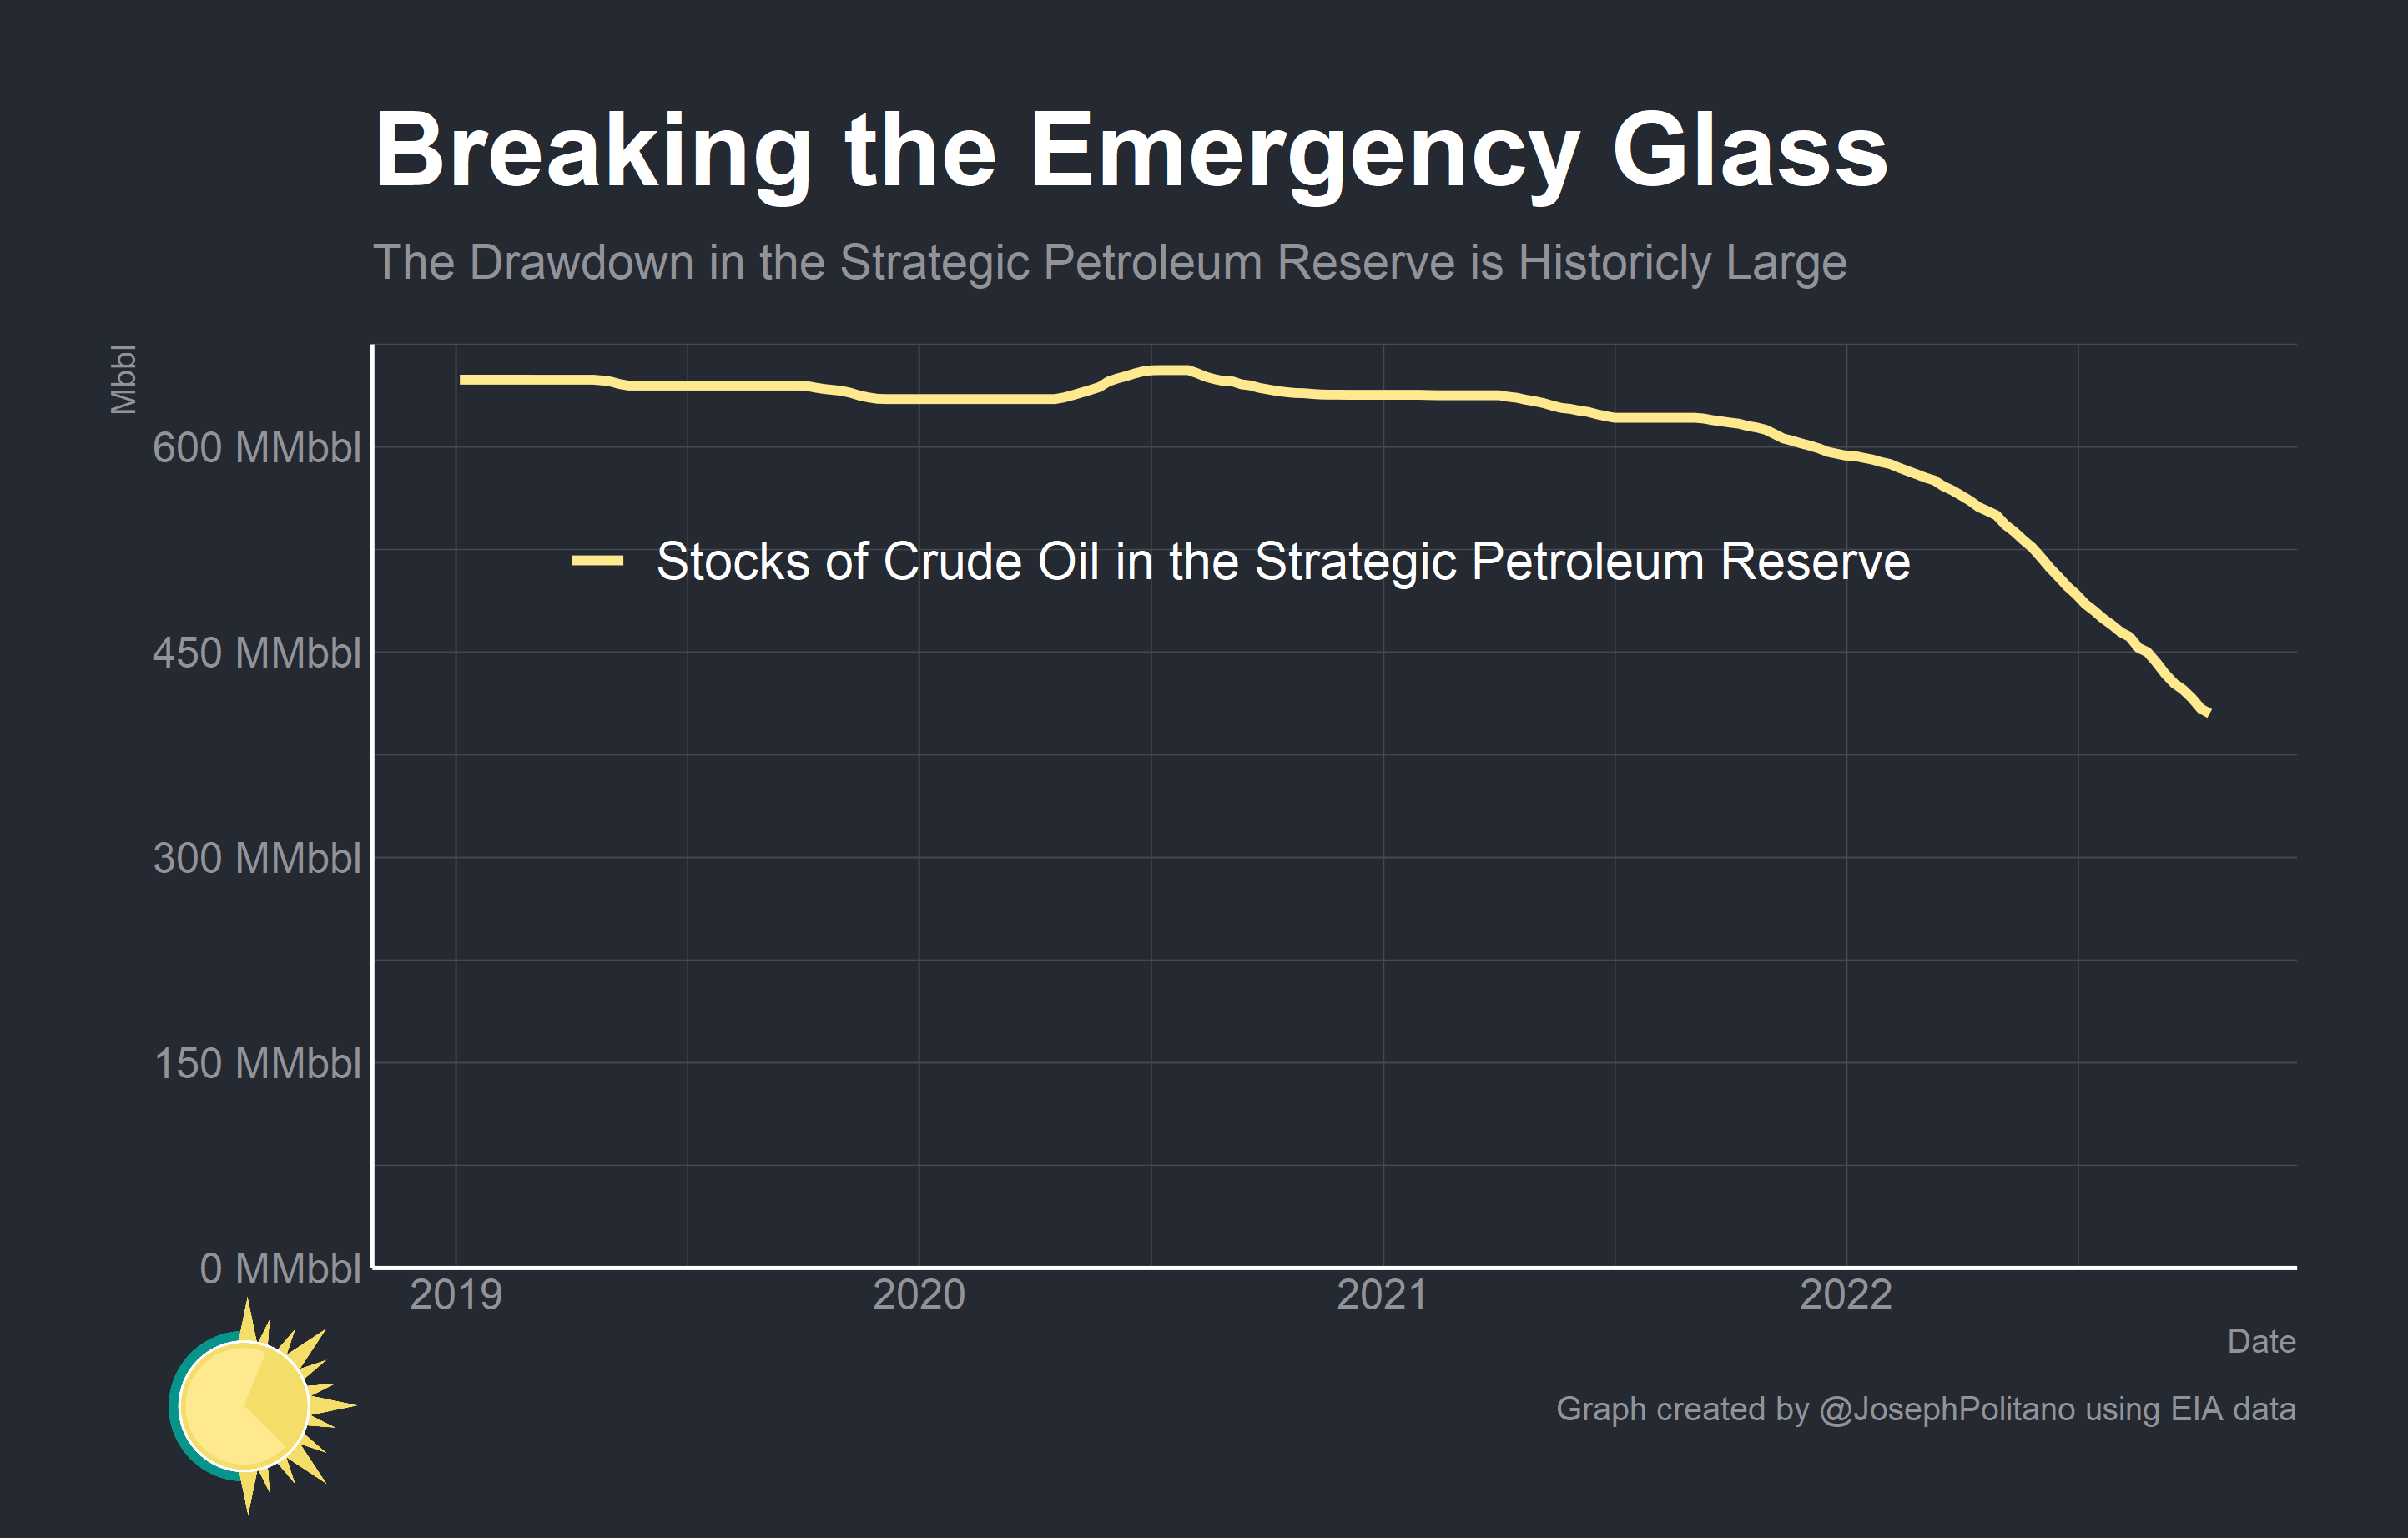 Breaking the Emergency Glass
The Drawdown in the Strategic Petroleum Reserve is Historicly Large
Mbbl
600 MMbbl
Stocks of Crude Oil in the Strategic Petroleum Reserve
450 MMbbl
300 MMbbl
150 MMbbl
0 MMbbl
2019 2020 2021 2022
Date
Graph created by @JosephPolitano using EIA data